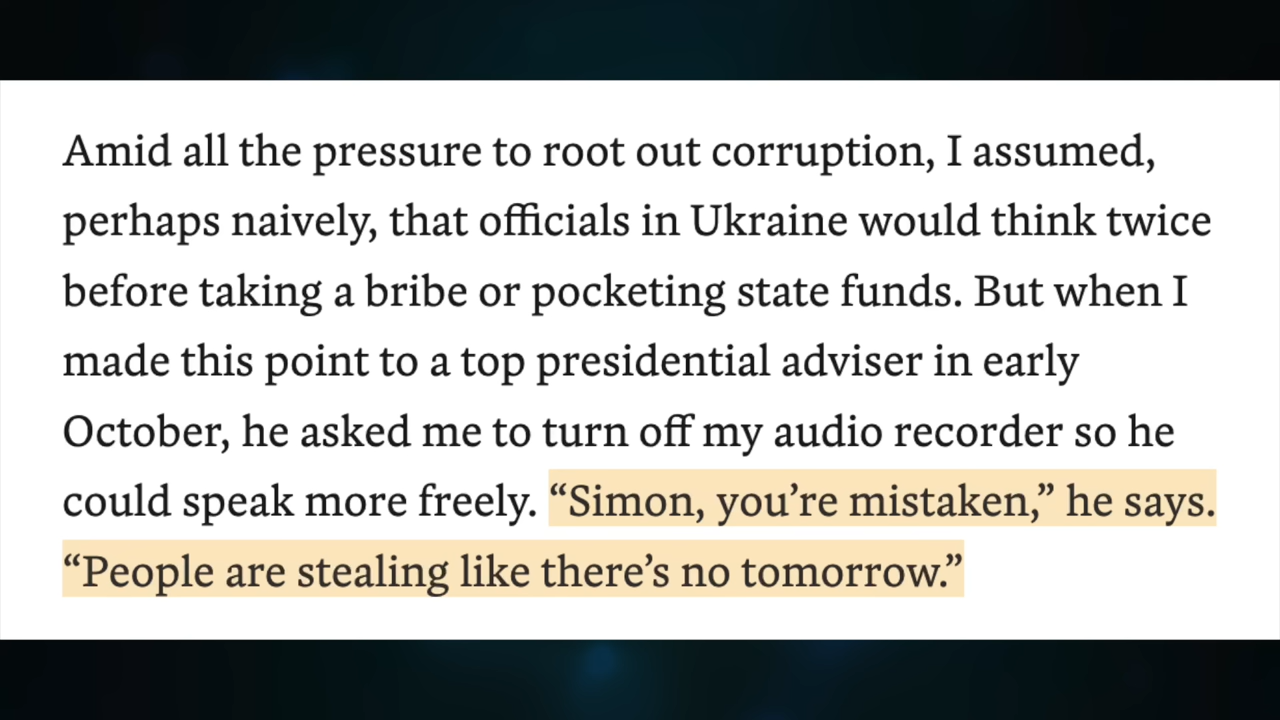 Amid all the pressure to root out corruption, I assumed,
perhaps naively, that officials in Ukraine would think twice
before taking a bribe or pocketing state funds. But when I
made this point to a top presidential adviser in early
October, he asked me to turn off my audio recorder so he
could speak more freely. “Simon, you’re mistaken,” he says.
“People are stealing like there’s no tomorrow.”